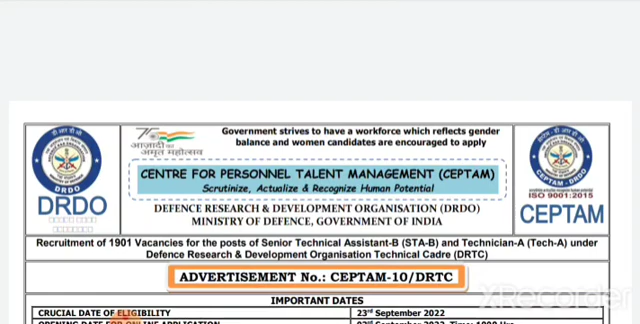 Government strives to have a workforce which reflects gender
balance and women candidates are encouraged to apply
आज़ादी का
अमृत महोत्सव
CENTRE FOR PERSONNEL TALENT MANAGEMENT (CEPTAM)
Scrutinize, Actualize & Recognize Human Potential
DRDO
DRDO
CEPTAM - DRDO
ISO 9001:2015
CEPTAM
DEFENCE RESEARCH & DEVELOPMENT ORGANISATION (DRDO)
MINISTRY OF DEFENCE, GOVERNMENT OF INDIA
Recruitment of 1901 Vacancies for the posts of Senior Technical Assistant-B (STA-B) and Technician-A (Tech-A) under
Defence Research & Development Organisation Technical Cadre (DRTC)
ADVERTISEMENT No.: CEPTAM-10/DRTC
IMPORTANT DATES
CRUCIAL DATE OF ELIGIBILITY 23rd September 2022
XRecorder